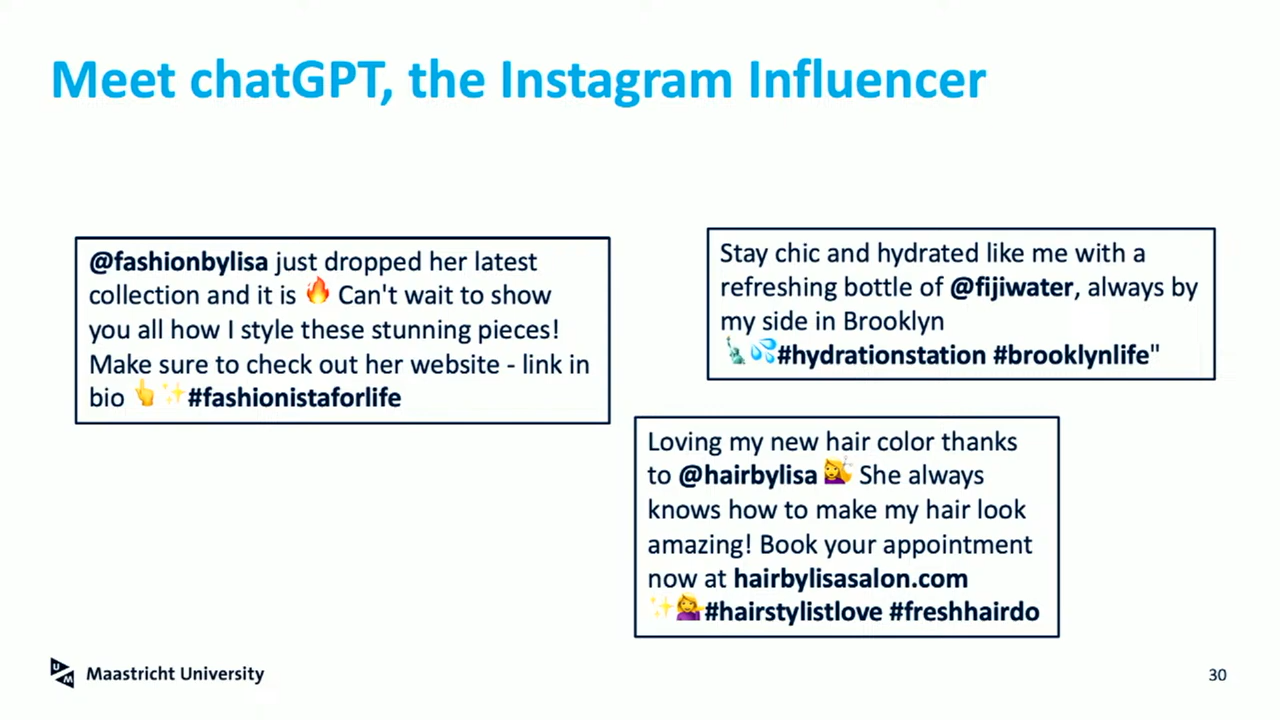 Meet chatGPT, the Instagram Influencer
@fashionbylisa just dropped her latest
collection and it is 🔥 Can't wait to show
you all how I style these stunning pieces!
Make sure to check out her website - link in
bio 👆✨#fashionistaforlife
Stay chic and hydrated like me with a
refreshing bottle of @fijiwater, always by
my side in Brooklyn
🗽💦#hydrationstation #brooklynlife"
Loving my new hair color thanks
to @hairbylisa 💇‍♀️ She always
knows how to make my hair look
amazing! Book your appointment
now at hairbylisasalon.com
✨💁‍♀️#hairstylistlove #freshhairdo
UM
Maastricht University
30